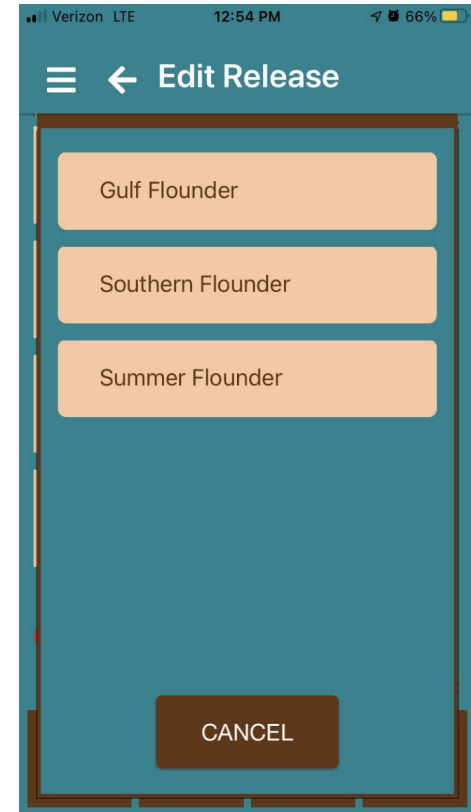 Verizon LTE 12:54 PM 66%
Edit Release
Gulf Flounder
Southern Flounder
Summer Flounder
CANCEL